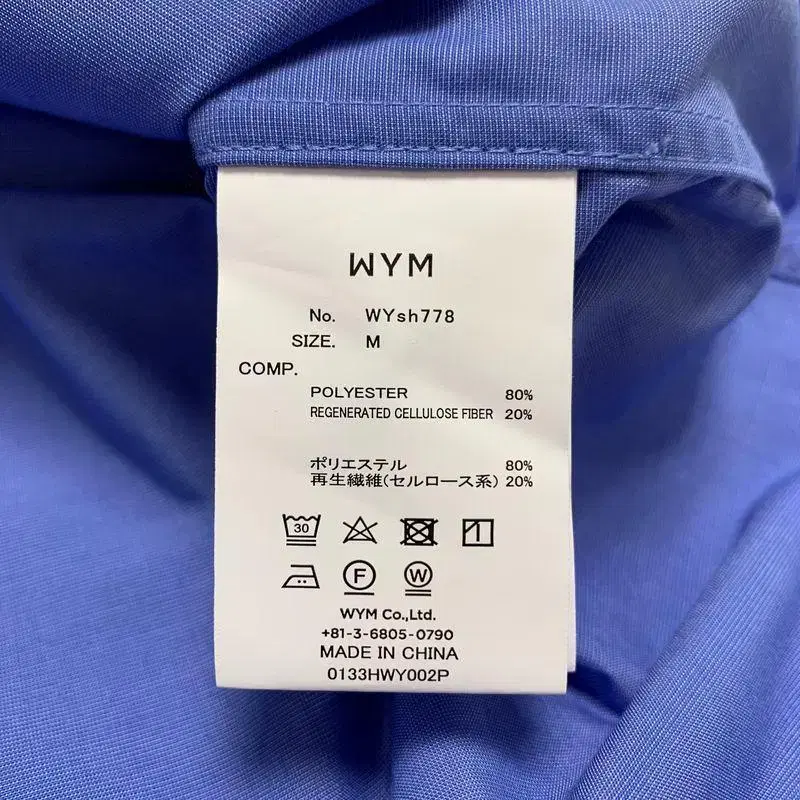 WYM
No. WYsh778
SIZE. M
COMP.
POLYESTER 80%
REGENERATED CELLULOSE FIBER 20%
ポリエステル 80%
再生繊維(セルロース系) 20%
30
F W
WYM Co.,Ltd.
+81-3-6805-0790
MADE IN CHINA
0133HWY002P